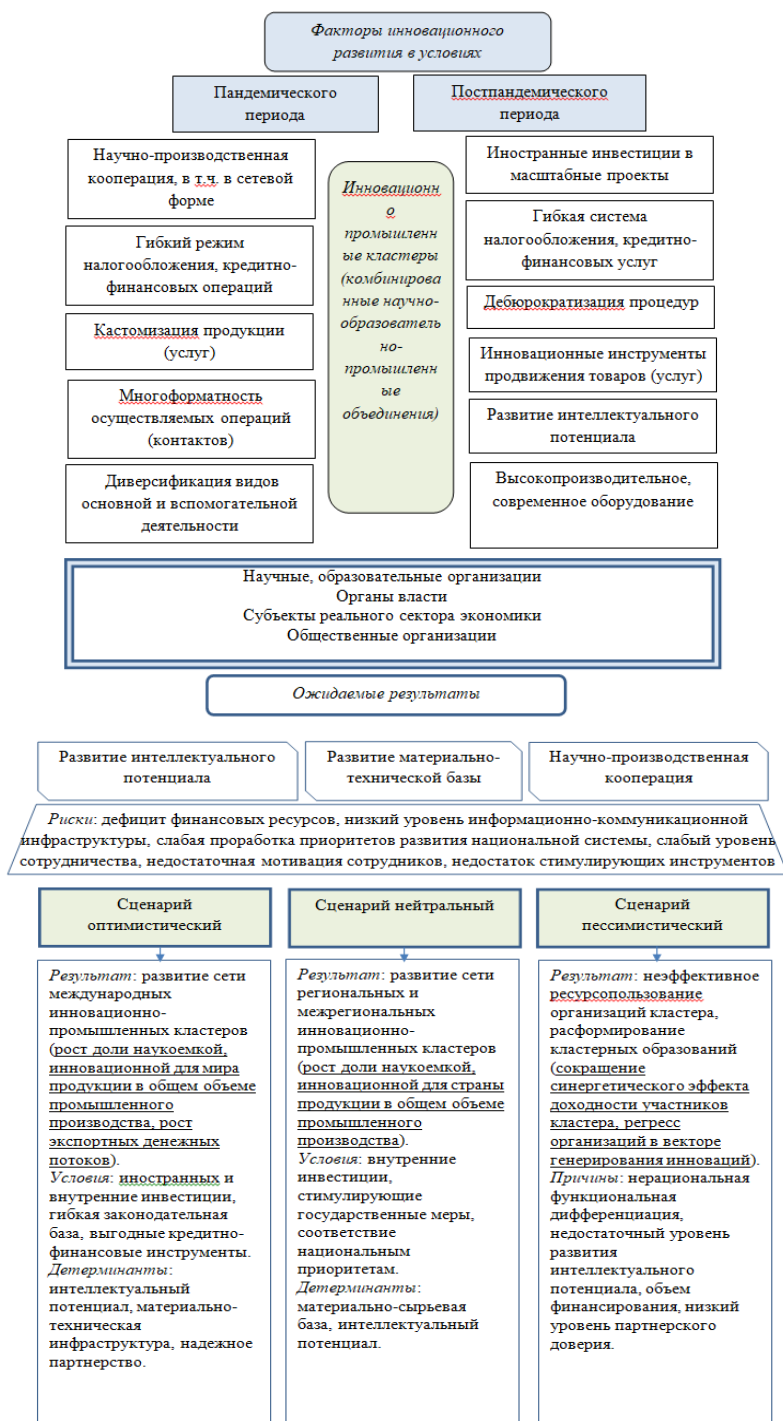 Факторы инновационного
развития в условиях
Пандемического
периода
Постпандемического
периода
Научно-производственная
кооперация, в т.ч. в сетевой
форме
Гибкий режим
налогообложения, кредитно-
финансовых операций
Кастомизация продукции
(услуг)
Многоформатность
осуществляемых операций
(контактов)
Диверсификация видов
основной и вспомогательной
деятельности
Инновационн
о
промышленн
ые кластеры
(комбинирова
нные научно-
образователь
но-
промышленн
ые
объединения)
Иностранные инвестиции в
масштабные проекты
Гибкая система
налогообложения, кредитно-
финансовых услуг
Дебюрократизация процедур
Инновационные инструменты
продвижения товаров (услуг)
Развитие интеллектуального
потенциала
Высокопроизводительное,
современное оборудование
Научные, образовательные организации
Органы власти
Субъекты реального сектора экономики
Общественные организации
Ожидаемые результаты
Развитие интеллектуального
потенциала
Развитие материально-
технической базы
Научно-производственная
кооперация
Риски: дефицит финансовых ресурсов, низкий уровень информационно-коммуникационной
инфраструктуры, слабая проработка приоритетов развития национальной системы, слабый уровень
сотрудничества, недостаточная мотивация сотрудников, недостаток стимулирующих инструментов
Сценарий
оптимистический
Сценарий нейтральный
Сценарий
пессимистический
Результат: развитие сети
международных
инновационно-
промышленных кластеров
(рост доли наукоемкой,
инновационной для мира
продукции в общем объеме
промышленного
производства, рост
экспортных денежных
потоков).
Условия: иностранных и
внутренние инвестиции,
гибкая законодательная
база, выгодные кредитно-
финансовые инструменты.
Детерминанты:
интеллектуальный
потенциал, материально-
техническая
инфраструктура, надежное
партнерство.
Результат: развитие сети
региональных и
межрегиональных
инновационно-
промышленных кластеров
(рост доли наукоемкой,
инновационной для страны
продукции в общем объеме
промышленного
производства).
Условия: внутренние
инвестиции,
стимулирующие
государственные меры,
соответствие
национальным
приоритетам.
Детерминанты:
материально-сырьевая
база, интеллектуальный
потенциал.
Результат: неэффективное
ресурсопользование
организаций кластера,
расформирование
кластерных образований
(сокращение
синергетического эффекта
доходности участников
кластера, регресс
организаций в векторе
генерирования инноваций).
Причины: нерациональная
функциональная
дифференциация,
недостаточный уровень
развития
интеллектуального
потенциала, объем
финансирования, низкий
уровень партнерского
доверия.